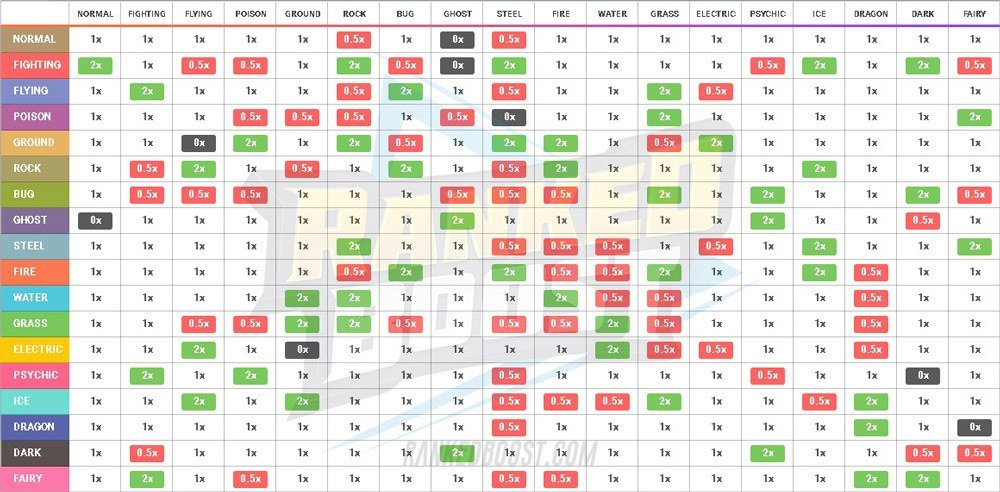 NORMAL FIGHTING FLYING POISON GROUND ROCK BUG GHOST STEEL FIRE WATER GRASS ELECTRIC PSYCHIC ICE DRAGON DARK FAIRY
NORMAL 1x 1x 1x 1x 1x 0.5x 1x 0x 0.5x 1x 1x 1x 1x 1x 1x 1x 1x 1x
FIGHTING 2x 1x 0.5x 0.5x 1x 2x 0.5x 0x 2x 1x 1x 1x 1x 0.5x 2x 1x 2x 0.5x
FLYING 1x 2x 1x 1x 1x 0.5x 2x 1x 0.5x 1x 1x 2x 0.5x 1x 1x 1x 1x 1x
POISON 1x 1x 1x 0.5x 0.5x 0.5x 1x 0.5x 0x 1x 1x 2x 1x 1x 1x 1x 1x 2x
GROUND 1x 1x 0x 2x 1x 2x 0.5x 1x 2x 2x 1x 0.5x 2x 1x 1x 1x 1x 1x
ROCK 1x 0.5x 2x 1x 0.5x 1x 2x 1x 0.5x 2x 1x 1x 1x 1x 2x 1x 1x 1x
BUG 1x 0.5x 0.5x 0.5x 1x 1x 1x 0.5x 0.5x 0.5x 1x 2x 1x 2x 1x 1x 2x 0.5x
GHOST 0x 1x 1x 1x 1x 1x 1x 2x 1x 1x 1x 1x 1x 2x 1x 1x 0.5x 1x
STEEL 1x 1x 1x 1x 1x 2x 1x 1x 0.5x 0.5x 0.5x 1x 0.5x 1x 2x 1x 1x 2x
FIRE 1x 1x 1x 1x 1x 0.5x 2x 1x 2x 0.5x 0.5x 2x 1x 1x 2x 0.5x 1x 1x
WATER 1x 1x 1x 1x 2x 2x 1x 1x 1x 2x 0.5x 0.5x 1x 1x 1x 0.5x 1x 1x
GRASS 1x 1x 0.5x 0.5x 2x 2x 0.5x 1x 0.5x 0.5x 2x 0.5x 1x 1x 1x 0.5x 1x 1x
ELECTRIC 1x 1x 2x 1x 0x 1x 1x 1x 1x 1x 2x 0.5x 0.5x 1x 1x 0.5x 1x 1x
PSYCHIC 1x 2x 1x 2x 1x 1x 1x 1x 0.5x 1x 1x 1x 1x 0.5x 1x 1x 0x 1x
ICE 1x 1x 2x 1x 2x 1x 1x 1x 0.5x 0.5x 0.5x 2x 1x 1x 0.5x 2x 1x 1x
DRAGON 1x 1x 1x 1x 1x 1x 1x 1x 0.5x 1x 1x 1x 1x 1x 1x 2x 1x 0x
DARK 1x 0.5x 1x 1x 1x 1x 1x 2x 1x 1x 1x 1x 1x 2x 1x 1x 0.5x 0.5x
FAIRY 1x 2x 1x 0.5x 1x 1x 1x 1x 0.5x 0.5x 1x 1x 1x 1x 1x 2x 2x 1x
RANKED
BOOST
RANKEDBOOST.COM